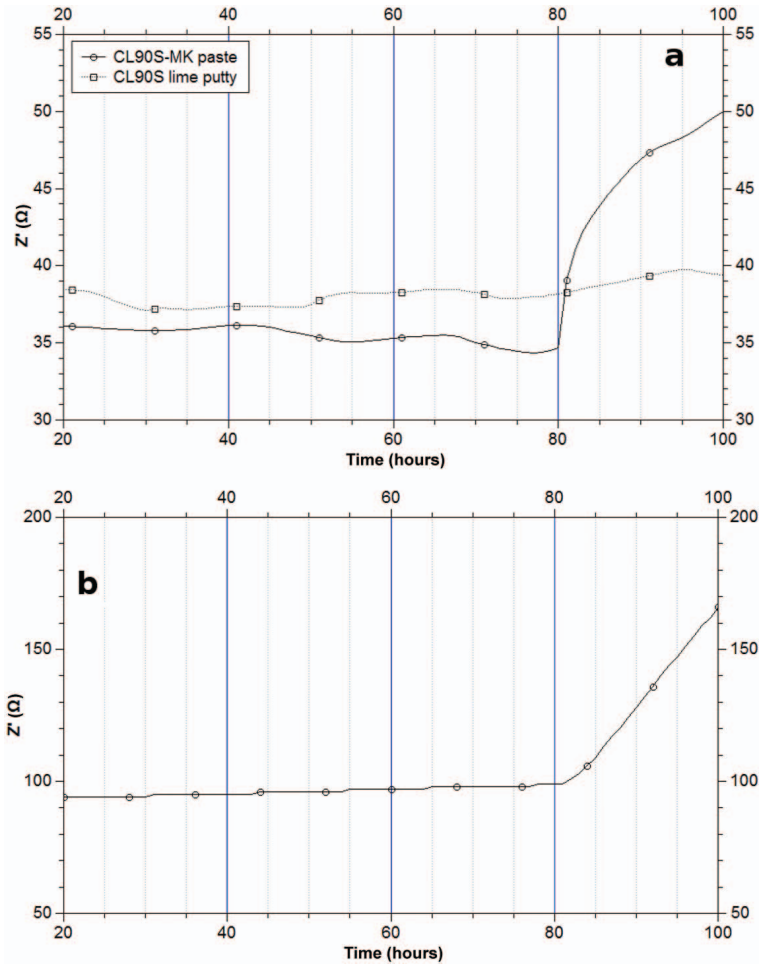 20 40 60 80 100
55 55
CL90S-MK paste
CL90S lime putty
a
50 50
45 45
Z' (Ω)
40 40
35 35
30 30
20 40 60 80 100
Time (hours)
20 40 60 80 100
200 200
b
150 150
Z' (Ω)
100 100
50 50
20 40 60 80 100
Time (hours)